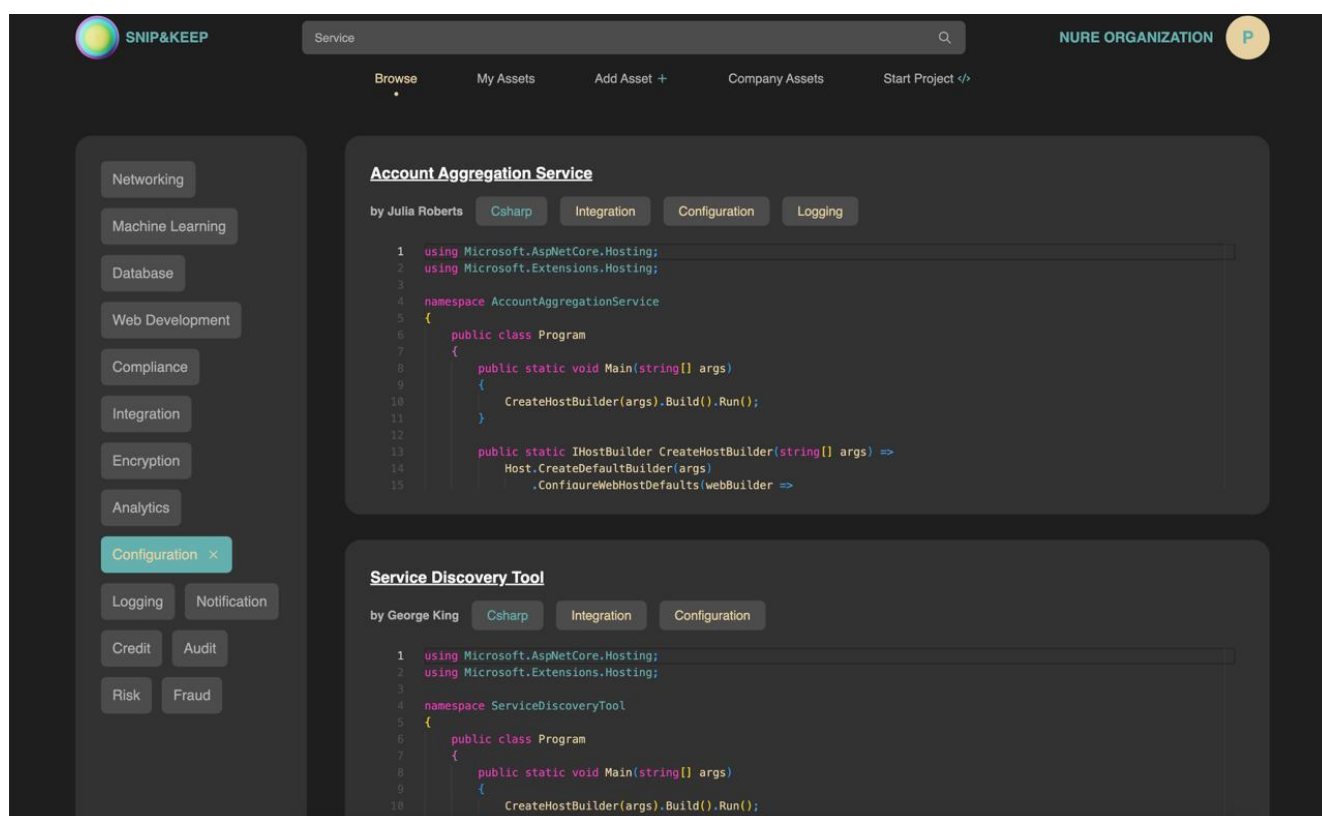 SNIP&KEEP
Service
NURE ORGANIZATION
P
Browse
My Assets
Add Asset +
Company Assets
Start Project </>
Networking
Machine Learning
Database
Web Development
Compliance
Integration
Encryption
Analytics
Configuration ×
Logging Notification
Credit Audit
Risk Fraud
Account Aggregation Service
by Julia Roberts Csharp Integration Configuration Logging
1 using Microsoft.AspNetCore.Hosting;
2 using Microsoft.Extensions.Hosting;
3
4 namespace AccountAggregationService
5 {
6 public class Program
7 {
8 public static void Main(string[] args)
9 {
10 CreateHostBuilder(args).Build().Run();
11 }
12
13 public static IHostBuilder CreateHostBuilder(string[] args) =>
14 Host.CreateDefaultBuilder(args)
15 .ConfigureWebHostDefaults(webBuilder =>
Service Discovery Tool
by George King Csharp Integration Configuration
1 using Microsoft.AspNetCore.Hosting;
2 using Microsoft.Extensions.Hosting;
3
4 namespace ServiceDiscoveryTool
5 {
6 public class Program
7 {
8 public static void Main(string[] args)
9 {
10 CreateHostBuilder(args).Build().Run();